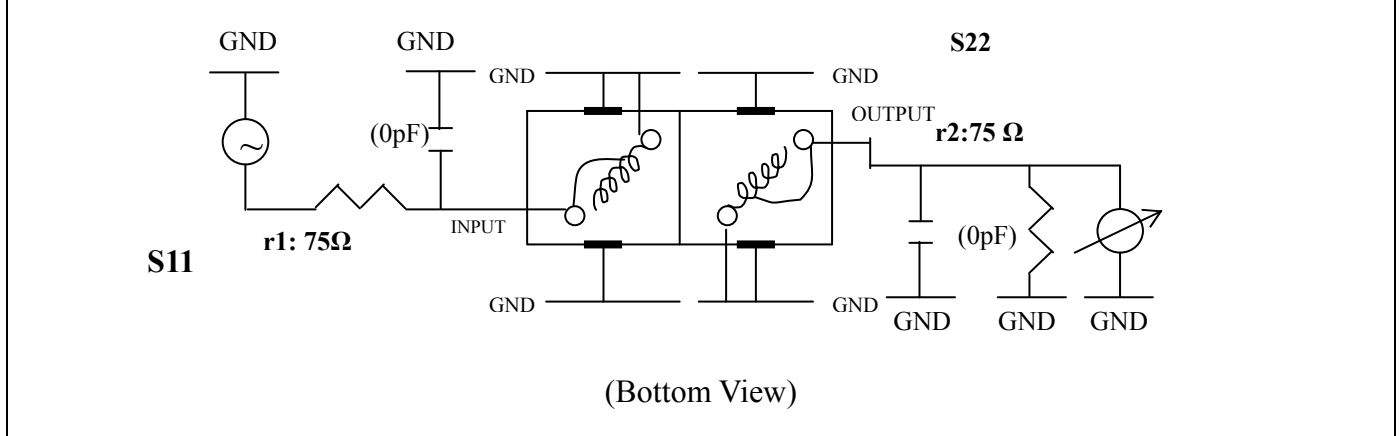 GND
GND
S22
GND
GND
OUTPUT
(0pF)
r2:75 Ω
INPUT
(0pF)
r1: 75Ω
S11
GND
GND
GND
GND
GND
(Bottom View)